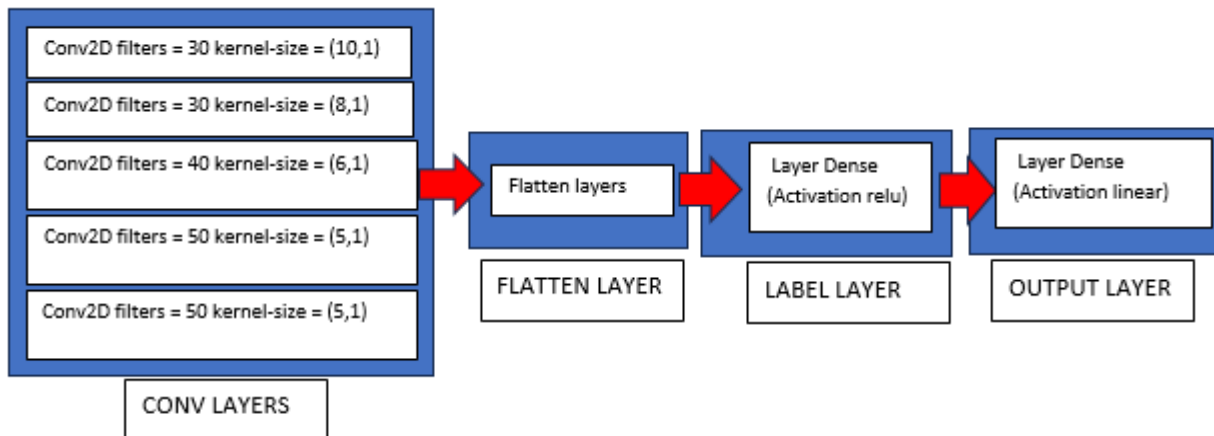 Conv2D filters = 30 kernel-size = (10,1)
Conv2D filters = 30 kernel-size = (8,1)
Conv2D filters = 40 kernel-size = (6,1)
Conv2D filters = 50 kernel-size = (5,1)
Conv2D filters = 50 kernel-size = (5,1)
CONV LAYERS
Flatten layers
FLATTEN LAYER
Layer Dense
(Activation relu)
LABEL LAYER
Layer Dense
(Activation linear)
OUTPUT LAYER